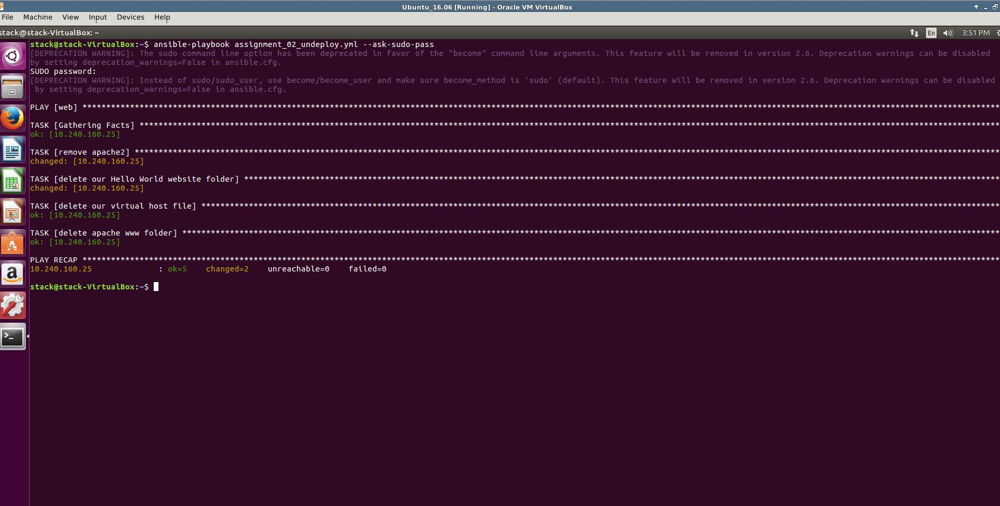 Ubuntu_16.06 [Running] - Oracle VM VirtualBox
File Machine View Input Devices Help
stack@stack-VirtualBox: ~
En
3:51 PM
stack@stack-VirtualBox:~$ ansible-playbook assignment_02_undeploy.yml --ask-sudo-pass
[DEPRECATION WARNING]: The sudo command line option has been deprecated in favor of the "become" command line arguments. This feature will be removed in version 2.6. Deprecation warnings can be disabled
by setting deprecation_warnings=False in ansible.cfg.
SUDO password:
[DEPRECATION WARNING]: Instead of sudo/sudo_user, use become/become_user and make sure become_method is 'sudo' (default). This feature will be removed in version 2.6. Deprecation warnings can be disabled
by setting deprecation_warnings=False in ansible.cfg.
PLAY [web] ****************************************************************
TASK [Gathering Facts] ****************************************************************
ok: [10.240.160.25]
TASK [remove apache2] ****************************************************************
changed: [10.240.160.25]
TASK [delete our Hello World website folder] ****************************************************************
changed: [10.240.160.25]
TASK [delete our virtual host file] ****************************************************************
ok: [10.240.160.25]
TASK [delete apache www folder] ****************************************************************
ok: [10.240.160.25]
PLAY RECAP ****************************************************************
10.240.160.25 : ok=5 changed=2 unreachable=0 failed=0
stack@stack-VirtualBox:~$